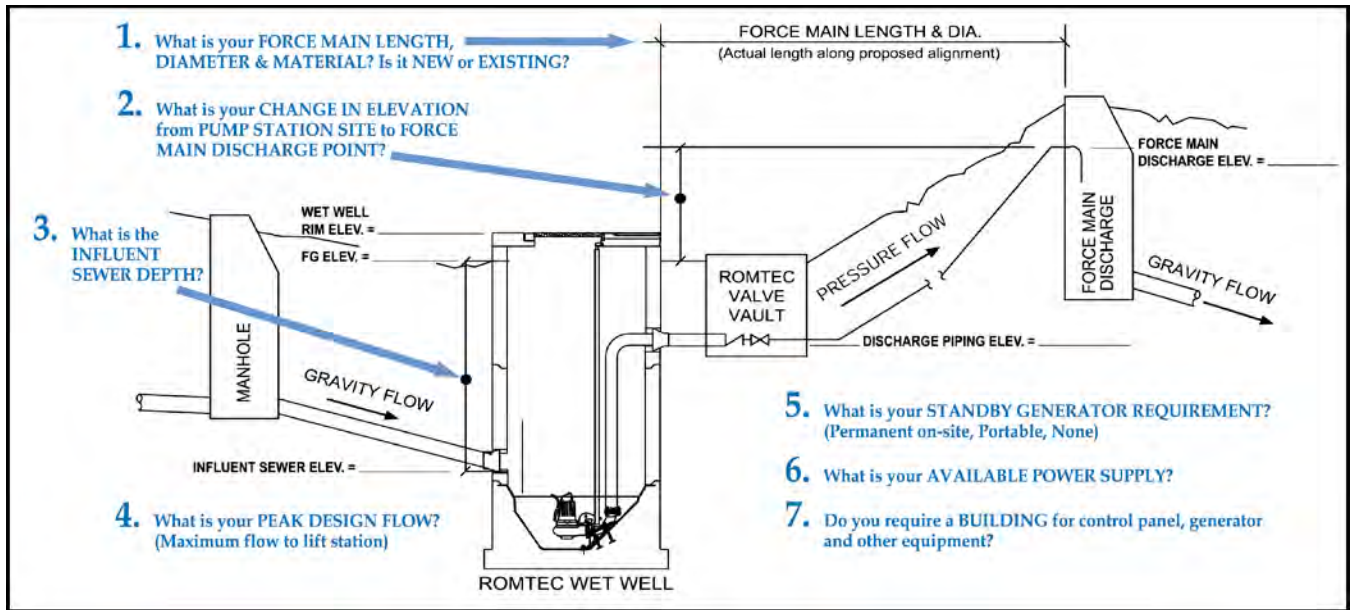 1. What is your FORCE MAIN LENGTH,
DIAMETER & MATERIAL? Is it NEW or EXISTING?
FORCE MAIN LENGTH & DIA.
(Actual length along proposed alignment)
2. What is your CHANGE IN ELEVATION
from PUMP STATION SITE to FORCE
MAIN DISCHARGE POINT?
FORCE MAIN
DISCHARGE ELEV. = ________
3. What is the
INFLUENT
SEWER DEPTH?
WET WELL
RIM ELEV. = ________
FG ELEV. = ________
MANHOLE
GRAVITY FLOW
INFLUENT SEWER ELEV. = ________
ROMTEC
VALVE
VAULT
PRESSURE FLOW
DISCHARGE PIPING ELEV. = ________
FORCE MAIN
DISCHARGE
GRAVITY FLOW
4. What is your PEAK DESIGN FLOW?
(Maximum flow to lift station)
ROMTEC WET WELL
5. What is your STANDBY GENERATOR REQUIREMENT?
(Permanent on-site, Portable, None)
6. What is your AVAILABLE POWER SUPPLY?
7. Do you require a BUILDING for control panel, generator
and other equipment?